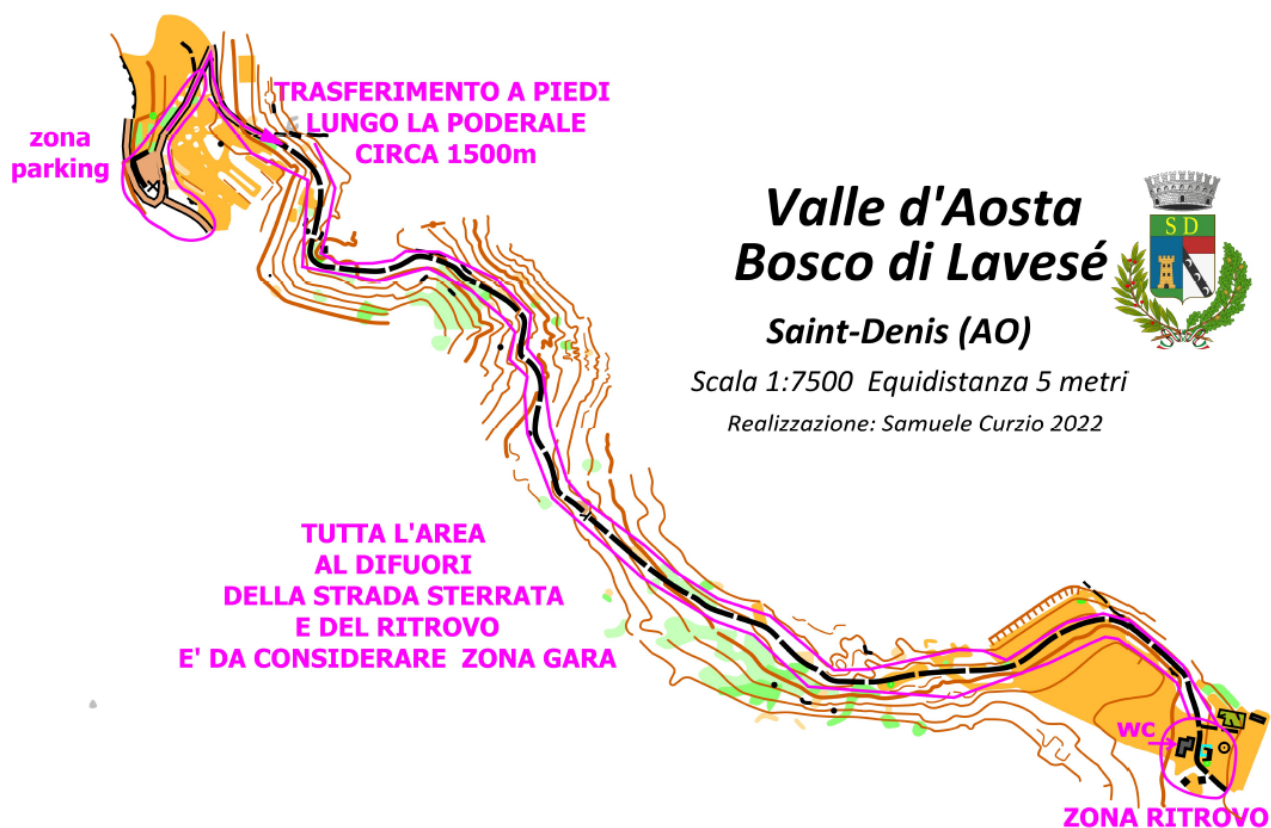 TRASFERIMENTO A PIEDI
LUNGO LA PODERALE
CIRCA 1500m
zona
parking
Valle d'Aosta
Bosco di Lavesé
S D
Saint-Denis (AO)
Scala 1:7500 Equidistanza 5 metri
Realizzazione: Samuele Curzio 2022
TUTTA L'AREA
AL DIFUORI
DELLA STRADA STERRATA
E DEL RITROVO
E' DA CONSIDERARE ZONA GARA
wc
ZONA RITROVO